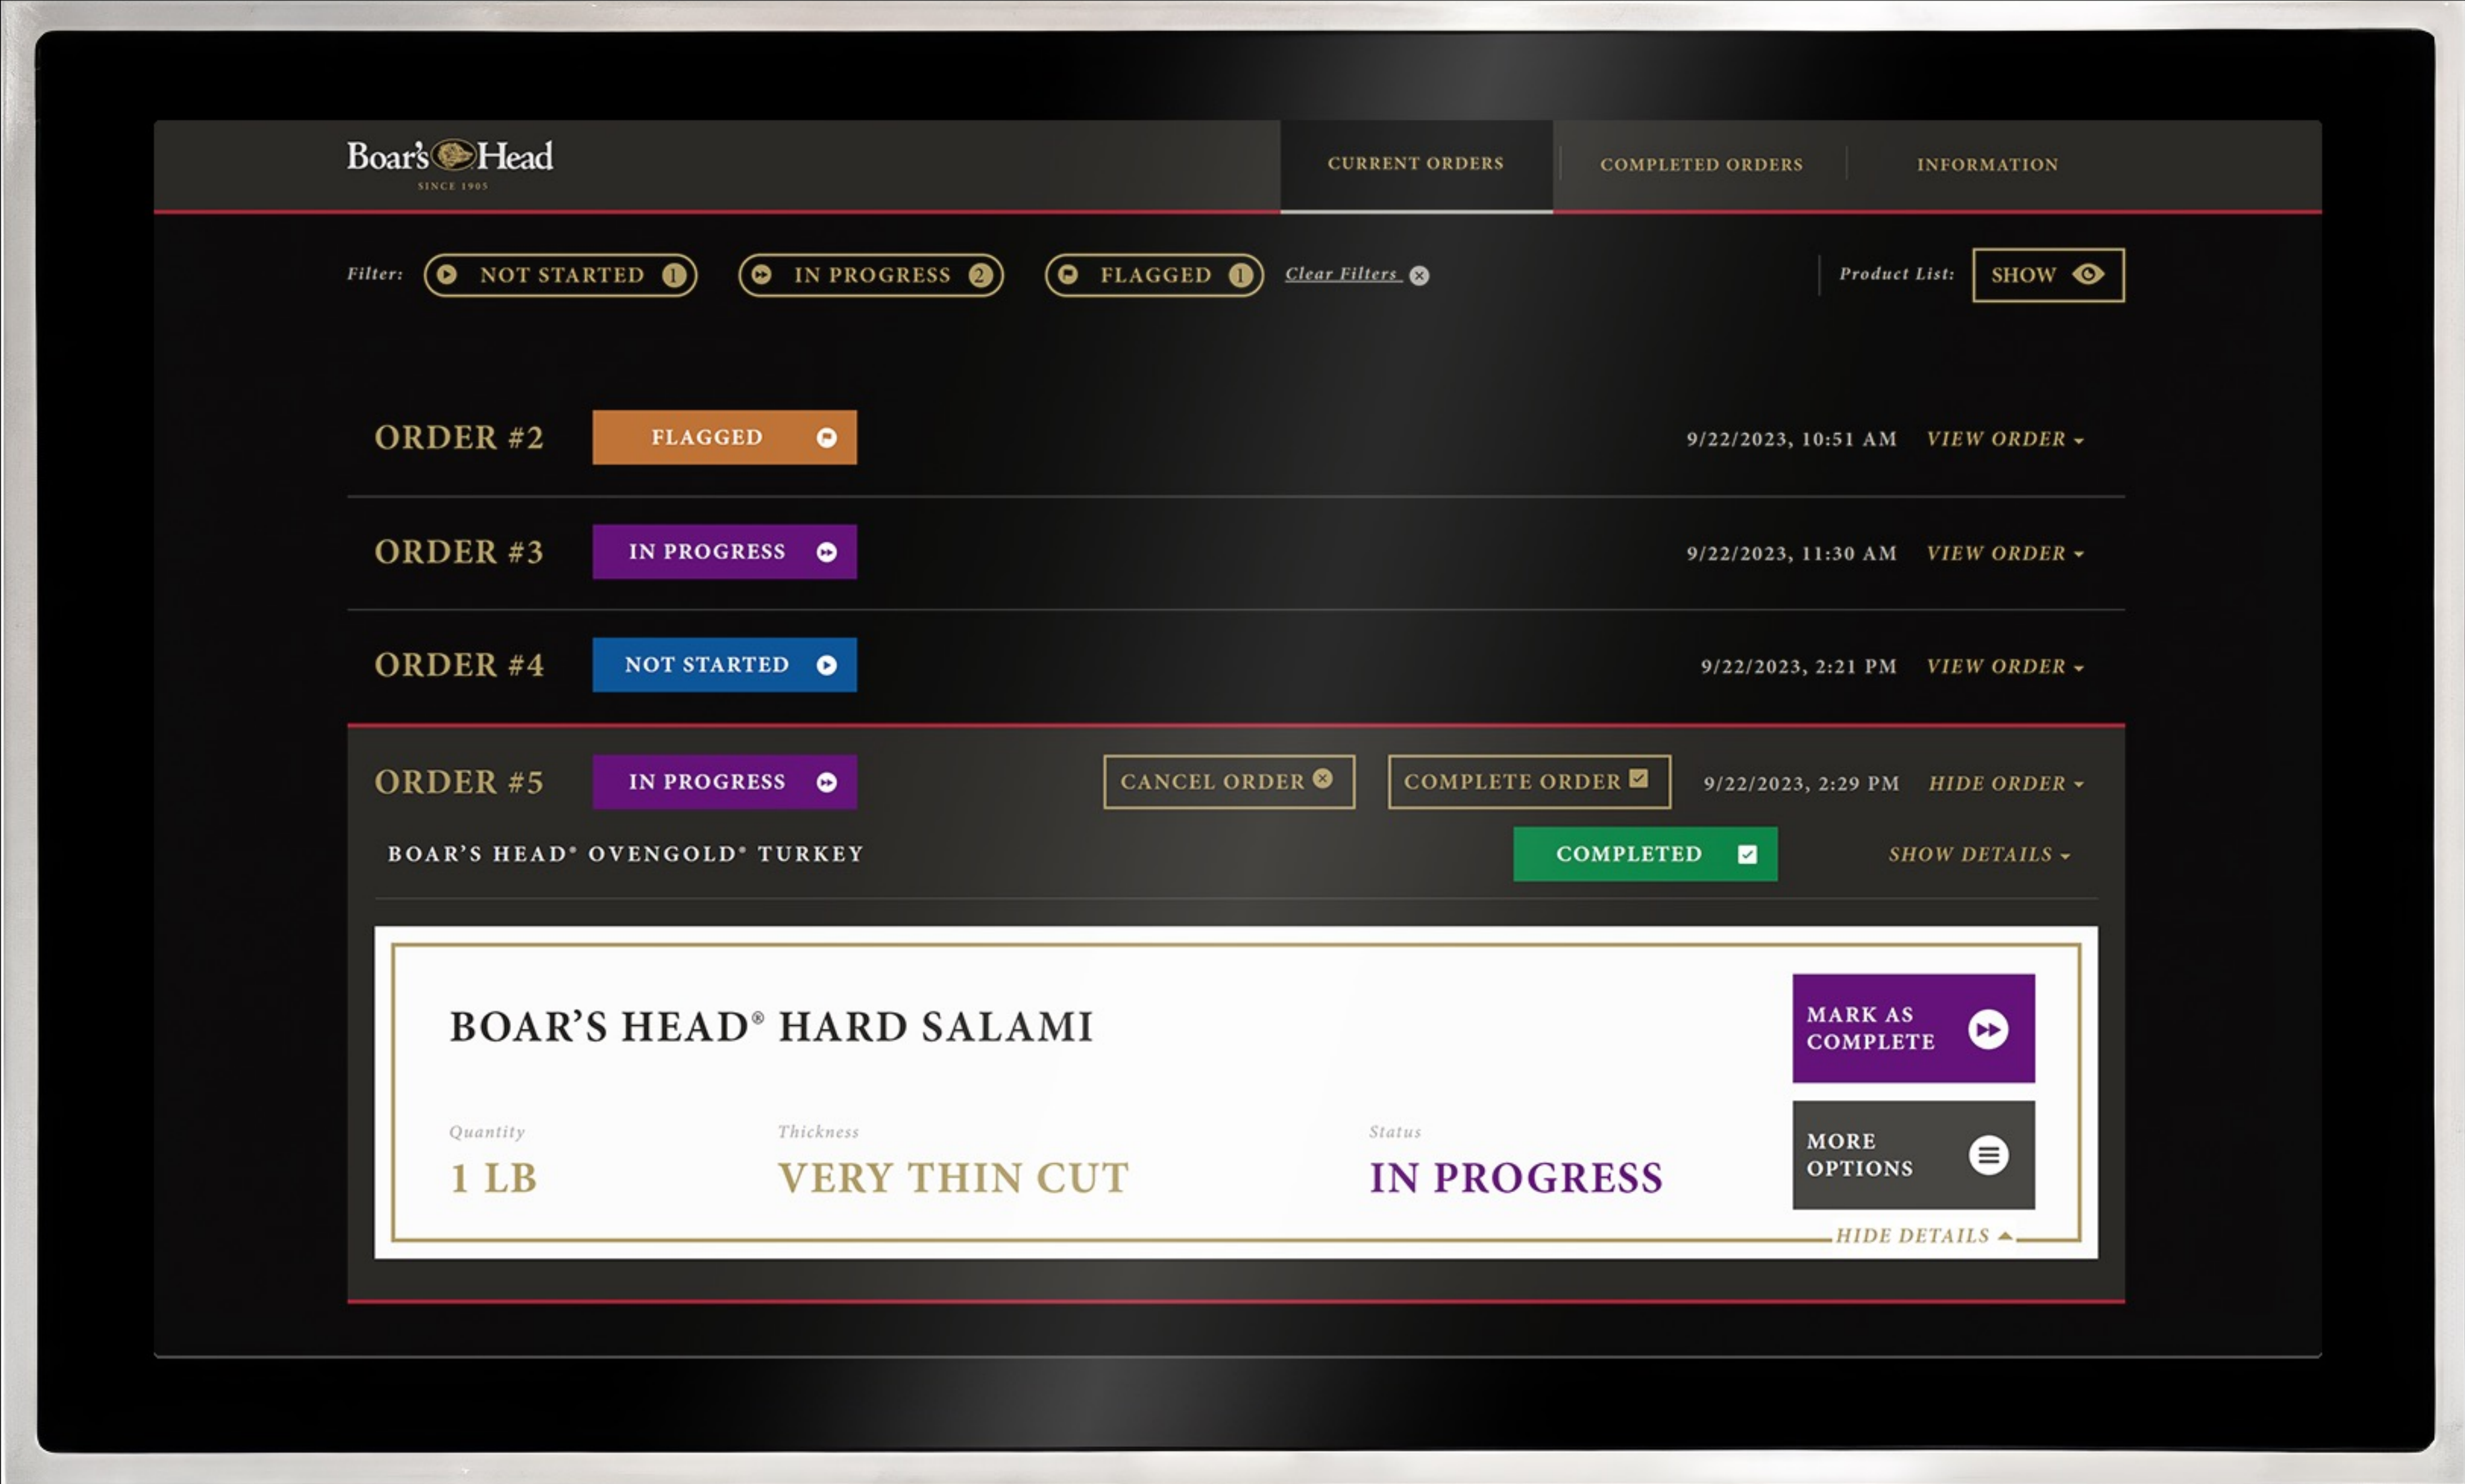 Boar's Head
SINCE 1905
CURRENT ORDERS
COMPLETED ORDERS
INFORMATION
Filter:
NOT STARTED 1
IN PROGRESS 2
FLAGGED 1
Clear Filters
Product List:
SHOW
ORDER #2 FLAGGED 9/22/2023, 10:51 AM VIEW ORDER
ORDER #3 IN PROGRESS 9/22/2023, 11:30 AM VIEW ORDER
ORDER #4 NOT STARTED 9/22/2023, 2:21 PM VIEW ORDER
ORDER #5 IN PROGRESS CANCEL ORDER COMPLETE ORDER 9/22/2023, 2:29 PM HIDE ORDER
BOAR’S HEAD® OVENGOLD® TURKEY COMPLETED SHOW DETAILS
BOAR’S HEAD® HARD SALAMI
MARK AS
COMPLETE
Quantity
1 LB
Thickness
VERY THIN CUT
Status
IN PROGRESS
MORE
OPTIONS
HIDE DETAILS